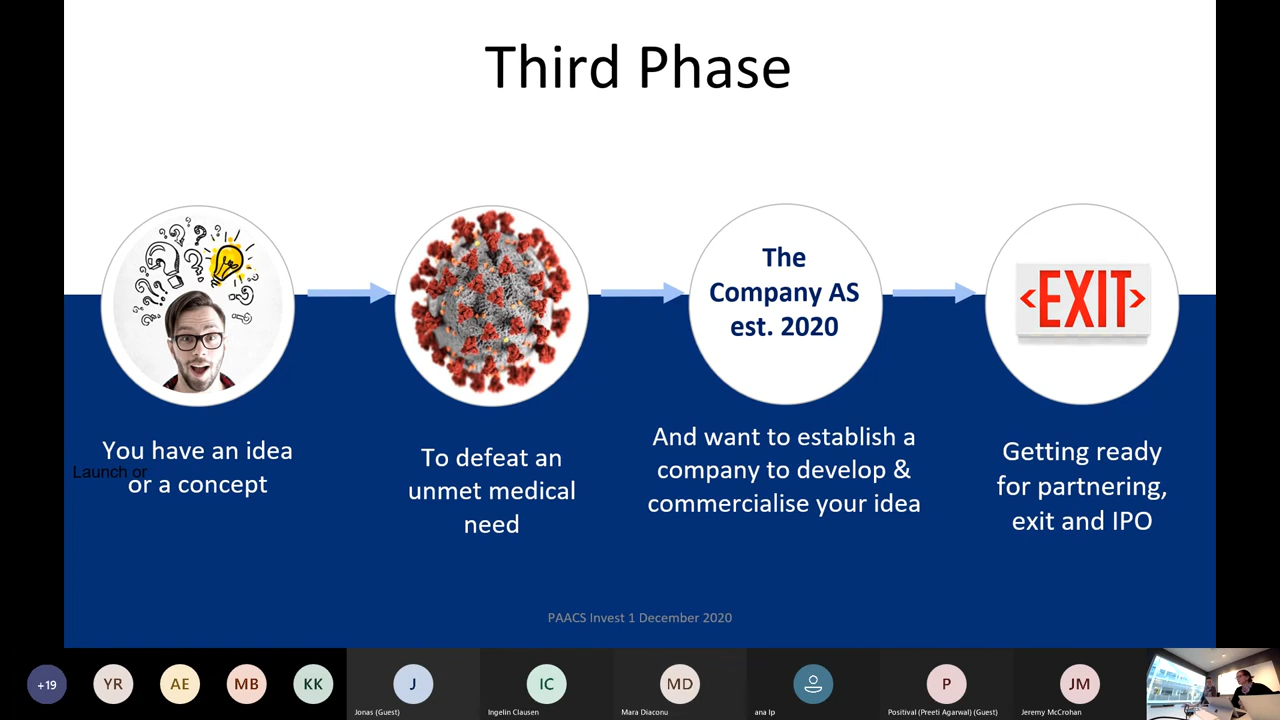 Third Phase
The
Company AS
est. 2020
<EXIT>
You have an idea
or a concept
Launch or
To defeat an
unmet medical
need
And want to establish a
company to develop &
commercialise your idea
Getting ready
for partnering,
exit and IPO
PAACS Invest 1 December 2020
+19
YR
AE
MB
KK
J
Jonas (Guest)
IC
Ingelin Clausen
MD
Mara Diaconu
ana Ip
P
Positival (Preeti Agarwal) (Guest)
JM
Jeremy McCrohan